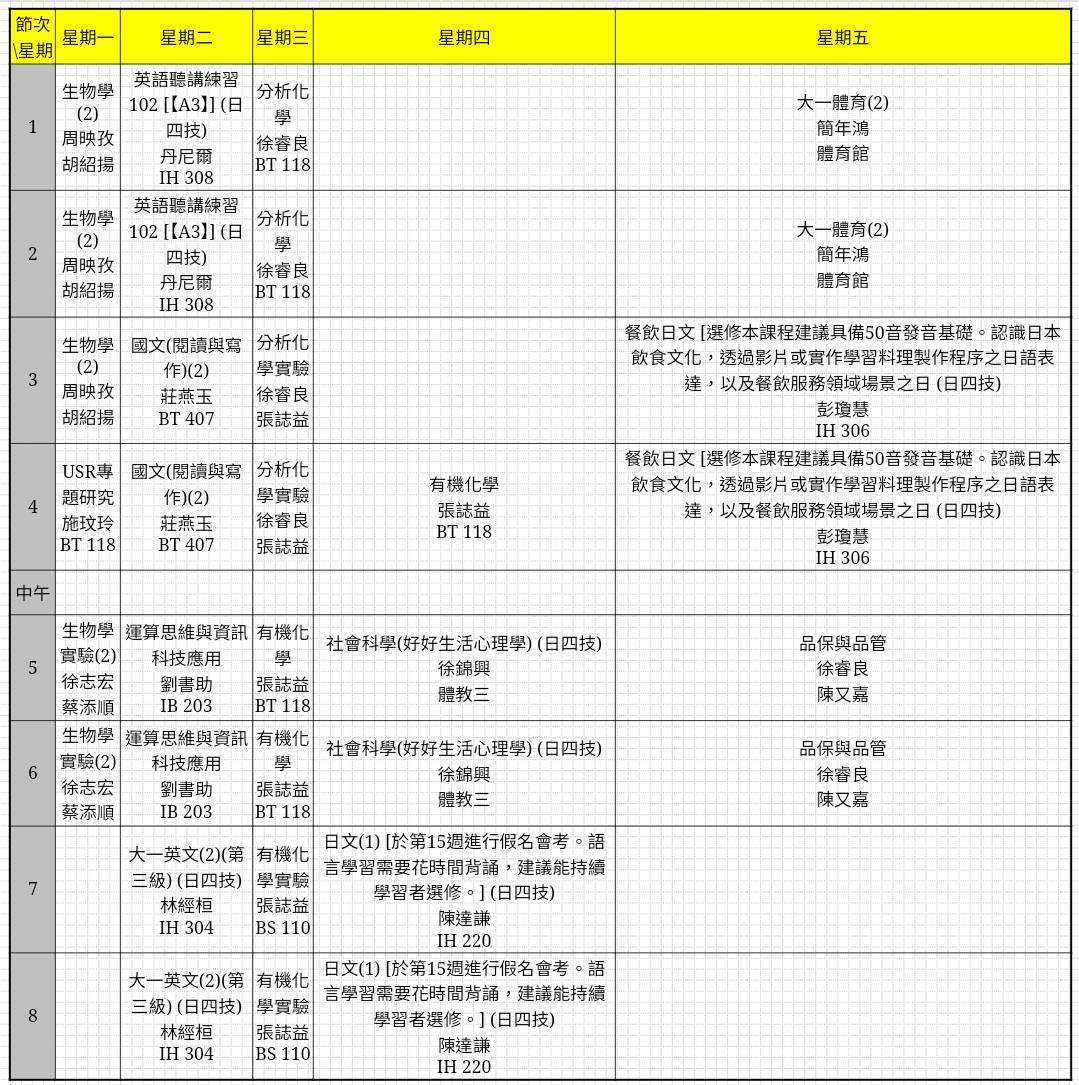 節次
\星期
星期一
星期二
星期三
星期四
星期五
1
生物學
(2)
周映孜
胡紹揚
英語聽講練習
102 [【A3】] (日
四技)
丹尼爾
IH 308
分析化
學
徐睿良
BT 118
大一體育(2)
簡年鴻
體育館
2
生物學
(2)
周映孜
胡紹揚
英語聽講練習
102 [【A3】] (日
四技)
丹尼爾
IH 308
分析化
學
徐睿良
BT 118
大一體育(2)
簡年鴻
體育館
3
生物學
(2)
周映孜
胡紹揚
國文(閱讀與寫
作)(2)
莊燕玉
BT 407
分析化
學實驗
徐睿良
張誌益
餐飲日文 [選修本課程建議具備50音發音基礎。認識日本
飲食文化，透過影片或實作學習料理製作程序之日語表
達，以及餐飲服務領域場景之日 (日四技)
彭瓊慧
IH 306
4
USR專
題研究
施玟玲
BT 118
國文(閱讀與寫
作)(2)
莊燕玉
BT 407
分析化
學實驗
徐睿良
張誌益
有機化學
張誌益
BT 118
餐飲日文 [選修本課程建議具備50音發音基礎。認識日本
飲食文化，透過影片或實作學習料理製作程序之日語表
達，以及餐飲服務領域場景之日 (日四技)
彭瓊慧
IH 306
中午
5
生物學
實驗(2)
徐志宏
蔡添順
運算思維與資訊
科技應用
劉書助
IB 203
有機化
學
張誌益
BT 118
社會科學(好好生活心理學) (日四技)
徐錦興
體教三
品保與品管
徐睿良
陳又嘉
6
生物學
實驗(2)
徐志宏
蔡添順
運算思維與資訊
科技應用
劉書助
IB 203
有機化
學
張誌益
BT 118
社會科學(好好生活心理學) (日四技)
徐錦興
體教三
品保與品管
徐睿良
陳又嘉
7
大一英文(2)(第
三級) (日四技)
林經桓
IH 304
有機化
學實驗
張誌益
BS 110
日文(1) [於第15週進行假名會考。語
言學習需要花時間背誦，建議能持續
學習者選修。] (日四技)
陳達謙
IH 220
8
大一英文(2)(第
三級) (日四技)
林經桓
IH 304
有機化
學實驗
張誌益
BS 110
日文(1) [於第15週進行假名會考。語
言學習需要花時間背誦，建議能持續
學習者選修。] (日四技)
陳達謙
IH 220